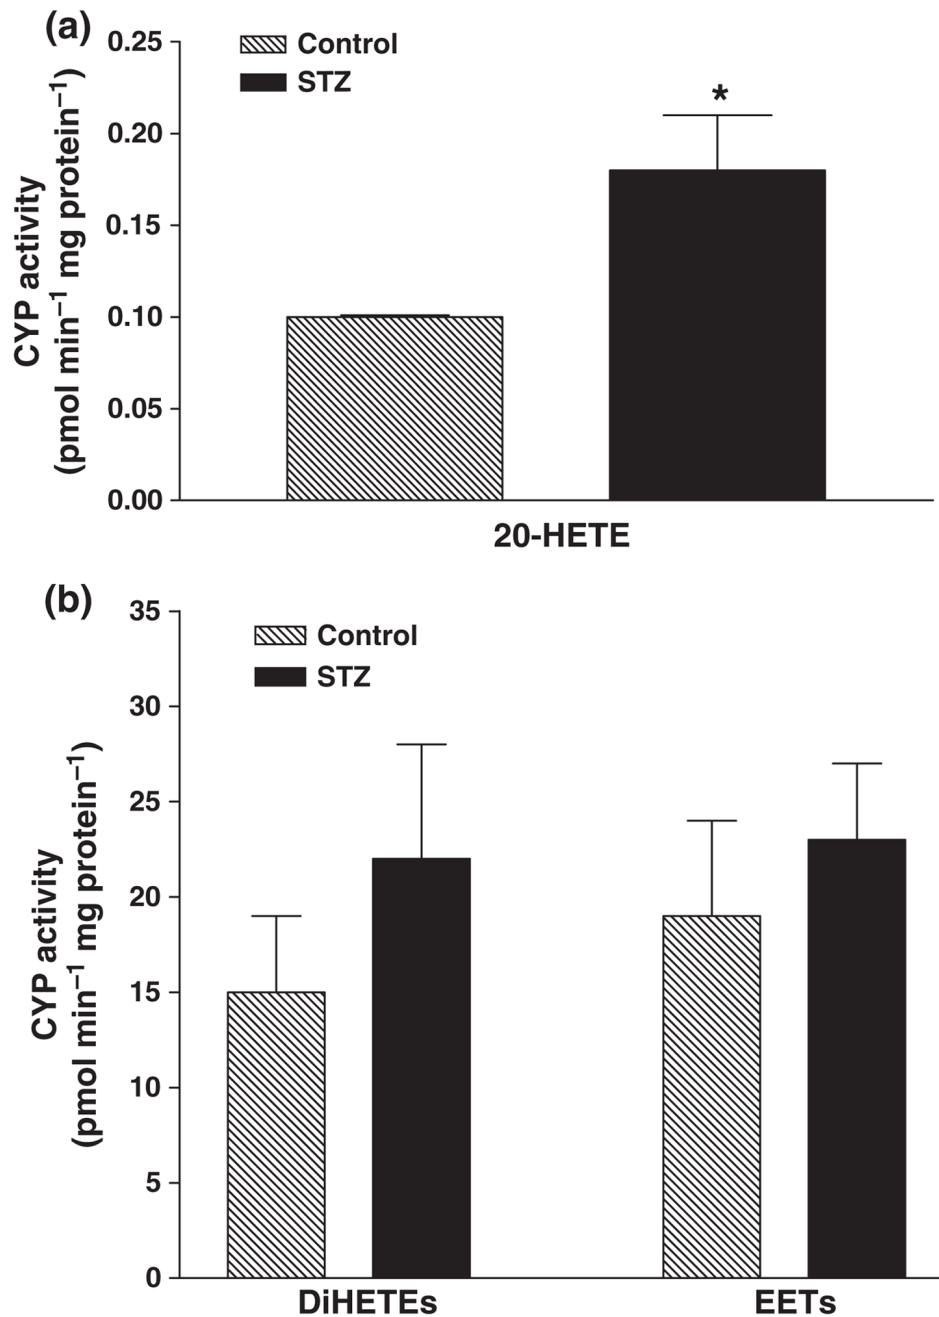 (a)
0.25
Control
STZ
*
0.20
0.15
0.10
0.05
0.00
CYP activity
(pmol min⁻¹ mg protein⁻¹)
20-HETE
(b)
35
Control
STZ
30
25
20
15
10
5
0
CYP activity
(pmol min⁻¹ mg protein⁻¹)
DiHETEs EETs